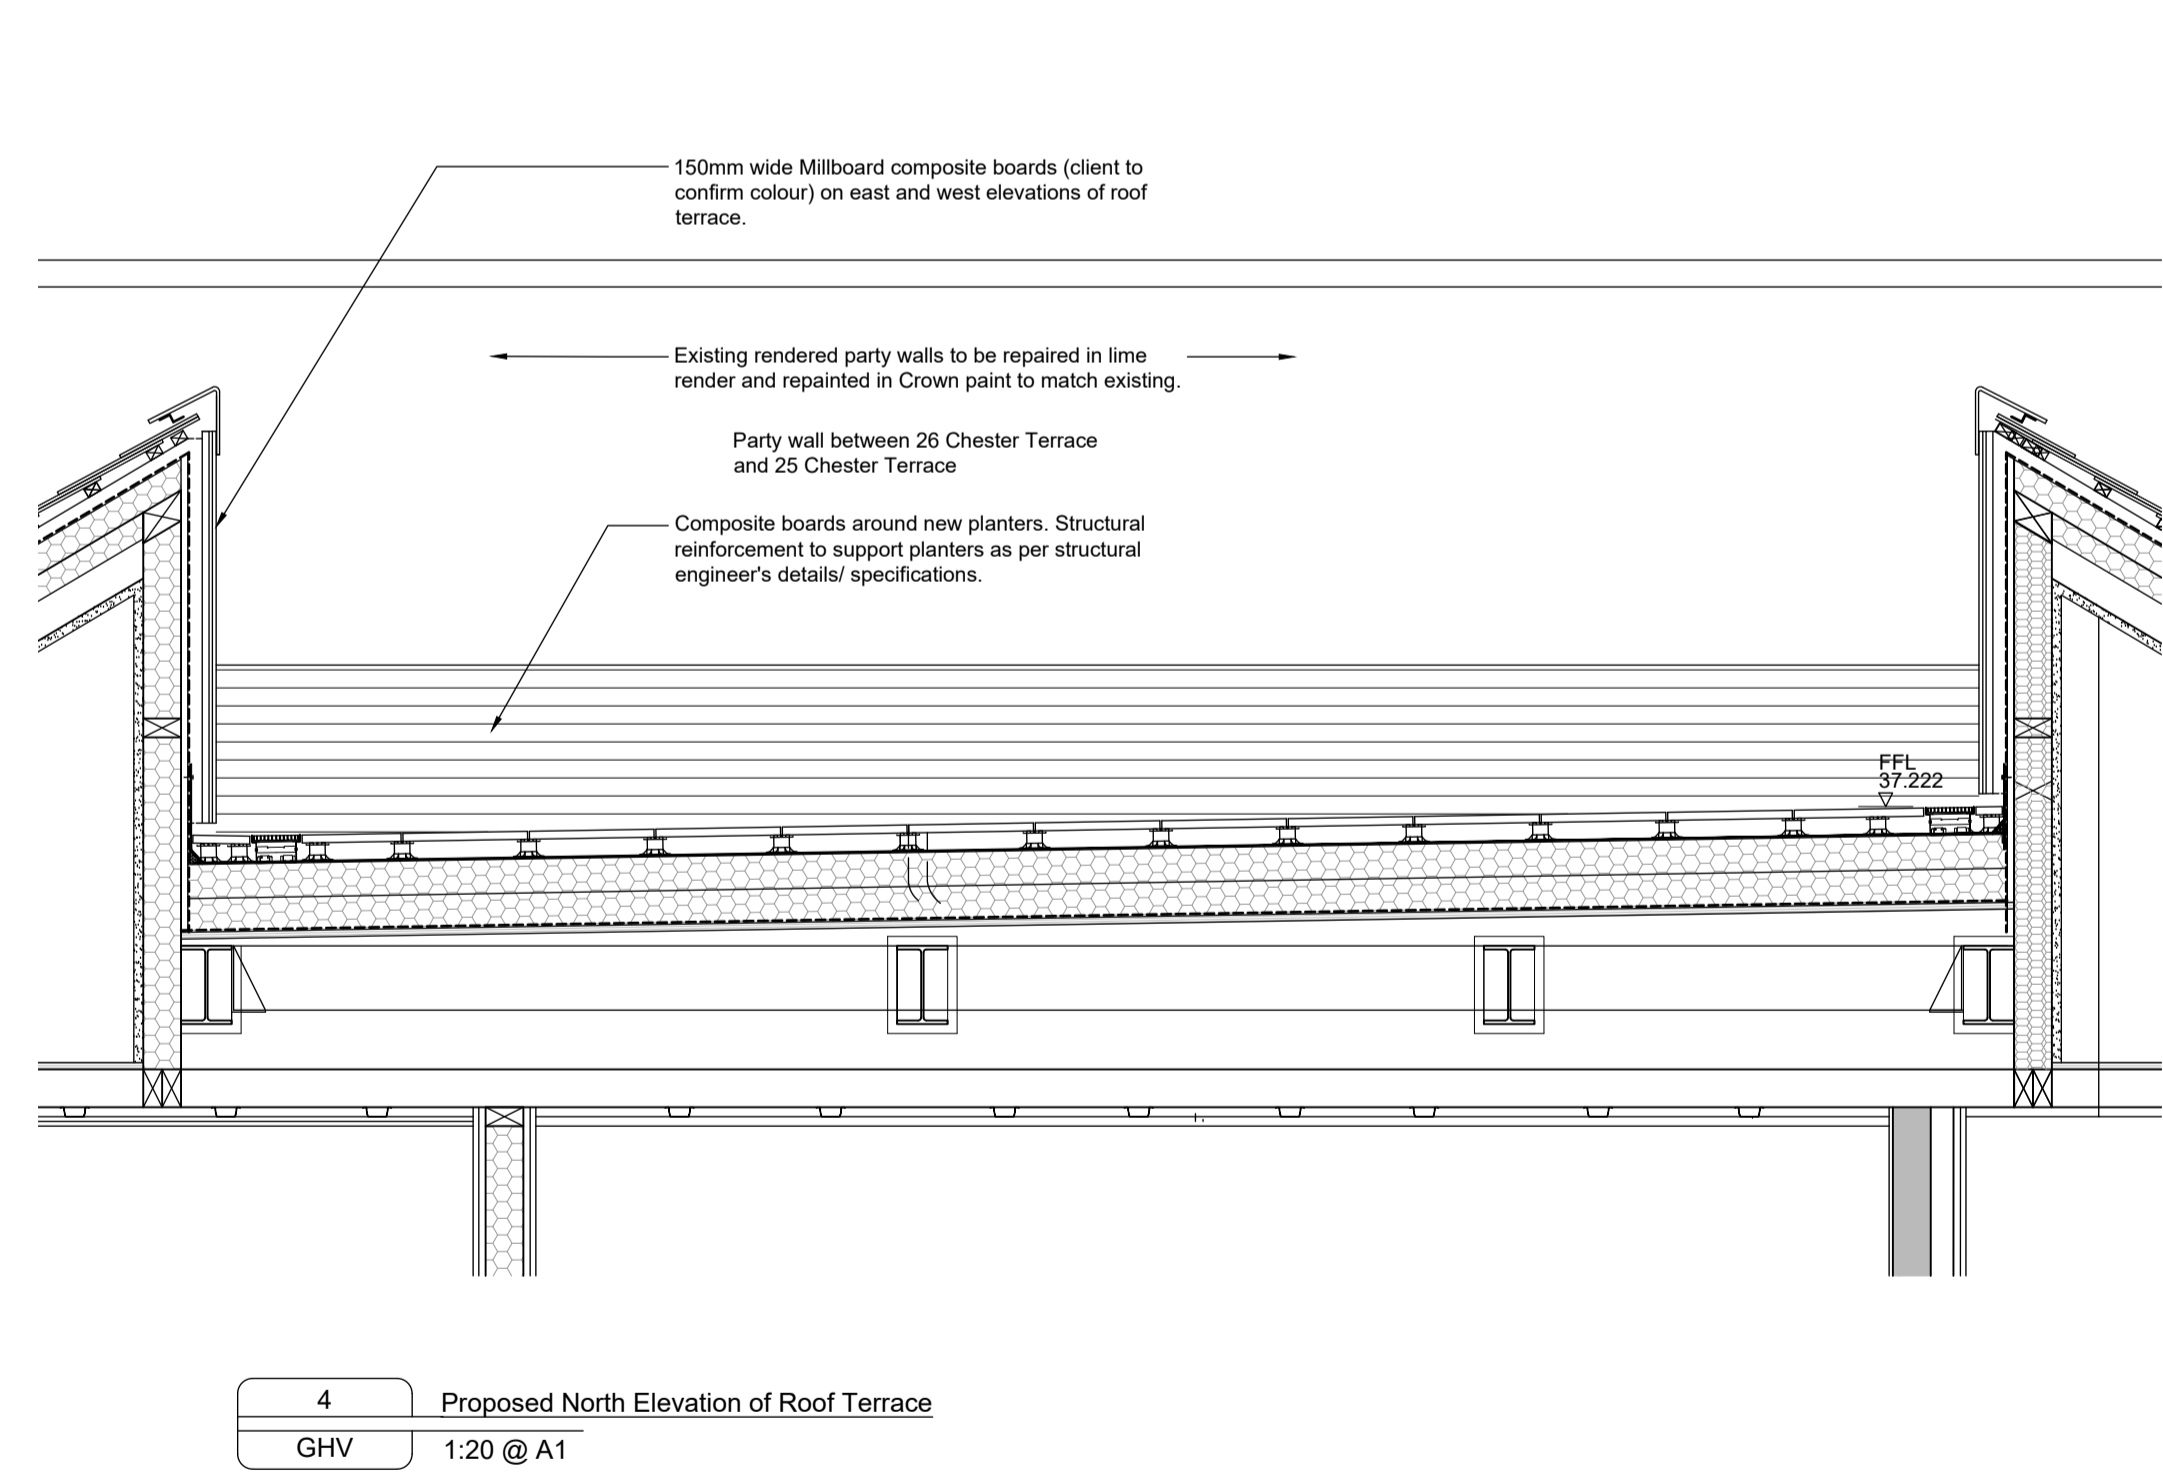 150mm wide Millboard composite boards (client to
confirm colour) on east and west elevations of roof
terrace.
Existing rendered party walls to be repaired in lime
render and repainted in Crown paint to match existing.
Party wall between 26 Chester Terrace
and 25 Chester Terrace
Composite boards around new planters. Structural
reinforcement to support planters as per structural
engineer's details/ specifications.
FFL
37.222
4
Proposed North Elevation of Roof Terrace
GHV
1:20 @ A1